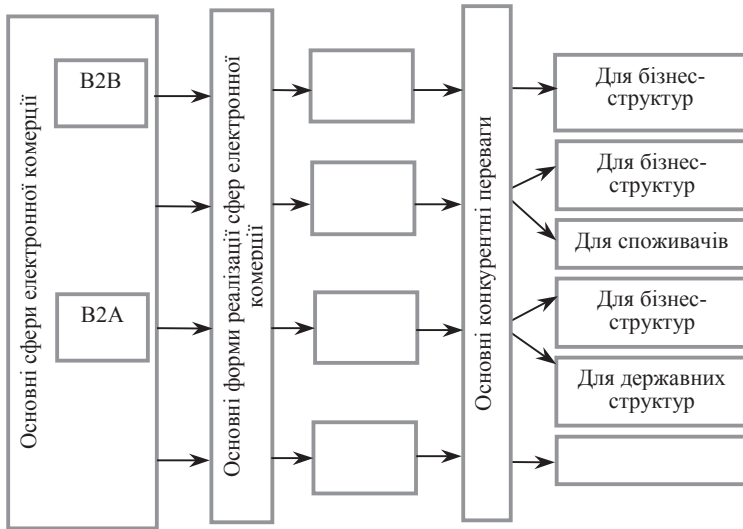 Основні сфери електронної комерції
B2B
B2A
Основні форми реалізації сфер електронної
комерції
Основні конкурентні переваги
Для бізнес-
структур
Для бізнес-
структур
Для споживачів
Для бізнес-
структур
Для державних
структур